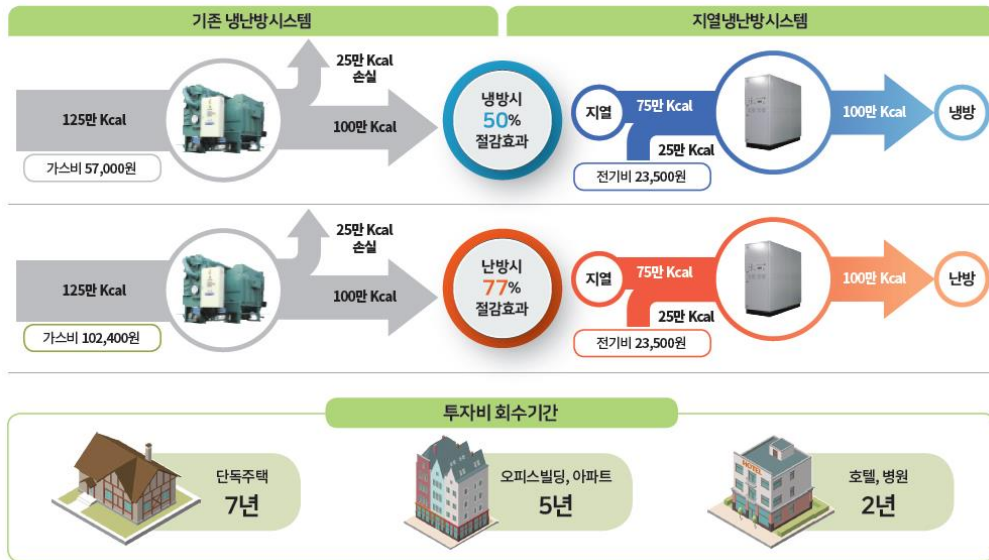 기존 냉난방시스템
지열냉난방시스템
25만 Kcal
손실
125만 Kcal
100만 Kcal
가스비 57,000원
냉방시
50%
절감효과
지열
75만 Kcal
25만 Kcal
전기비 23,500원
100만 Kcal
냉방
25만 Kcal
손실
125만 Kcal
100만 Kcal
가스비 102,400원
난방시
77%
절감효과
지열
75만 Kcal
25만 Kcal
전기비 23,500원
100만 Kcal
난방
투자비 회수기간
단독주택
7년
오피스빌딩, 아파트
5년
HOTEL
호텔, 병원
2년